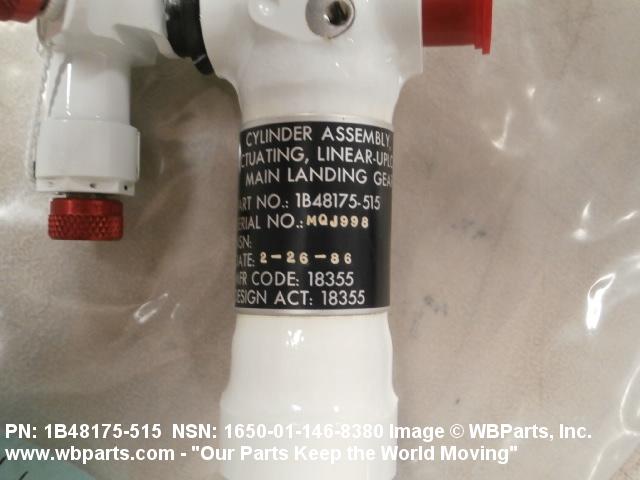 CYLINDER ASSEMBLY,
CTUATING, LINEAR-UPLO
MAIN LANDING GEA
ART NO.: 1B48175-515
ERIAL NO.: MQJ998
NSN:
ATE: 2-26-86
MFR CODE: 18355
DESIGN ACT: 18355
PN: 1B48175-515 NSN: 1650-01-146-8380 Image © WBParts, Inc.
www.wbparts.com - "Our Parts Keep the World Moving"